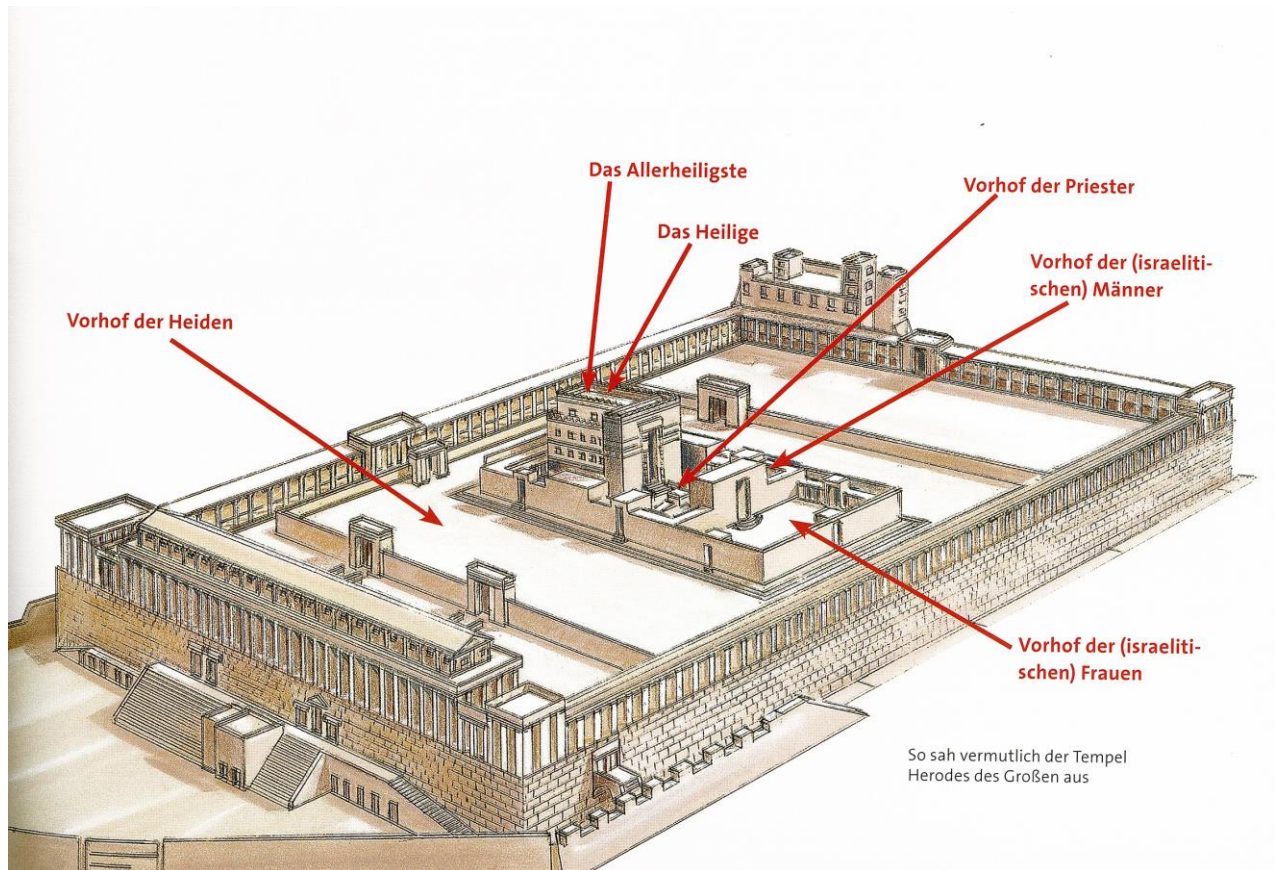 Das Allerheiligste
Vorhof der Priester
Das Heilige
Vorhof der (israeliti-
schen) Männer
Vorhof der Heiden
Vorhof der (israeliti-
schen) Frauen
So sah vermutlich der Tempel
Herodes des Großen aus